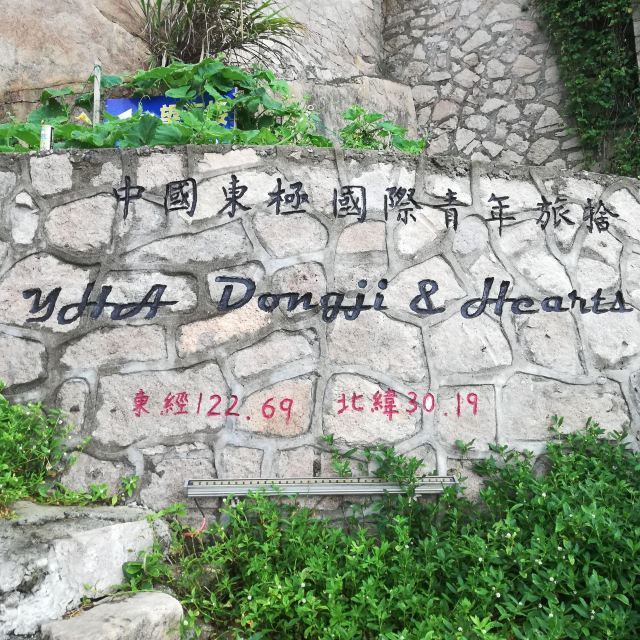 中國東極國際青年旅捨
YHA Dongji & Hearts
東經122.69 北緯30.19